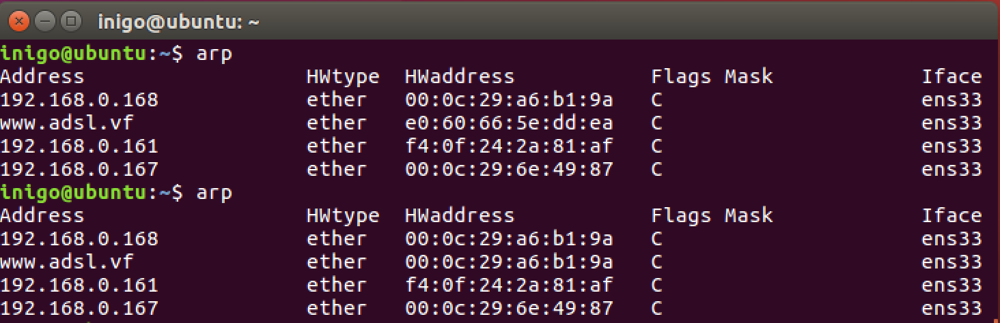 inigo@ubuntu: ~
inigo@ubuntu:~$ arp
Address HWtype HWaddress Flags Mask Iface
192.168.0.168 ether 00:0c:29:a6:b1:9a C ens33
www.adsl.vf ether e0:60:66:5e:dd:ea C ens33
192.168.0.161 ether f4:0f:24:2a:81:af C ens33
192.168.0.167 ether 00:0c:29:6e:49:87 C ens33
inigo@ubuntu:~$ arp
Address HWtype HWaddress Flags Mask Iface
192.168.0.168 ether 00:0c:29:a6:b1:9a C ens33
www.adsl.vf ether 00:0c:29:a6:b1:9a C ens33
192.168.0.161 ether f4:0f:24:2a:81:af C ens33
192.168.0.167 ether 00:0c:29:6e:49:87 C ens33